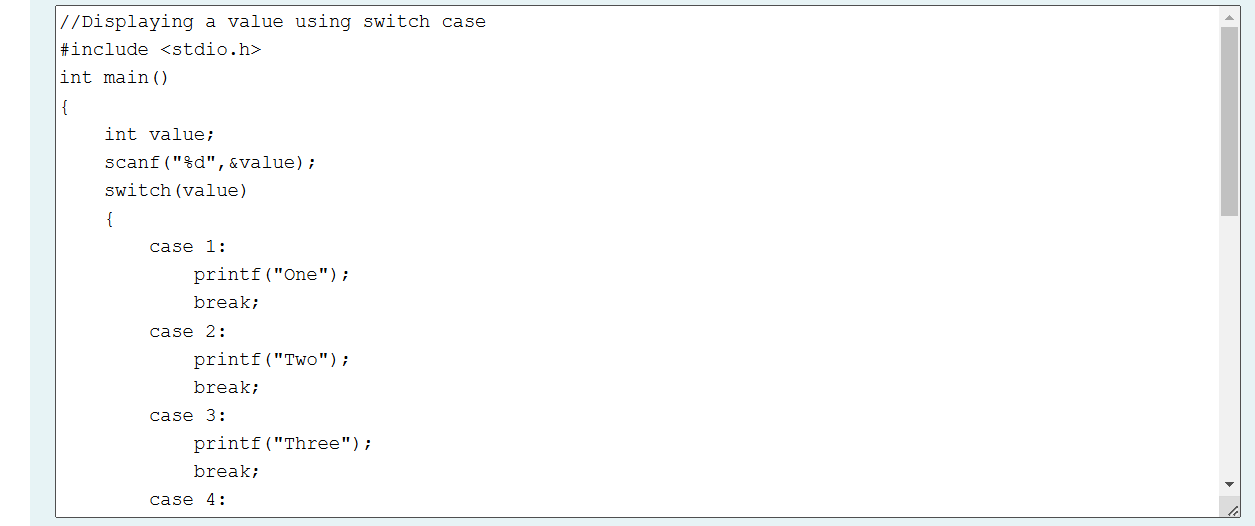 //Displaying a value using switch case
#include <stdio.h>
int main()
{
    int value;
    scanf("%d",&value);
    switch(value)
    {
        case 1:
            printf("One");
            break;
        case 2:
            printf("Two");
            break;
        case 3:
            printf("Three");
            break;
        case 4: